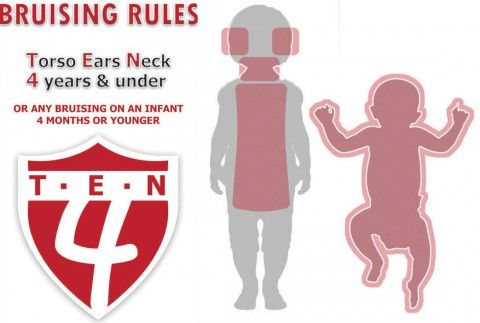 BRUISING RULES
Torso Ears Neck
4 years & under
OR ANY BRUISING ON AN INFANT
4 MONTHS OR YOUNGER
T · E · N
4